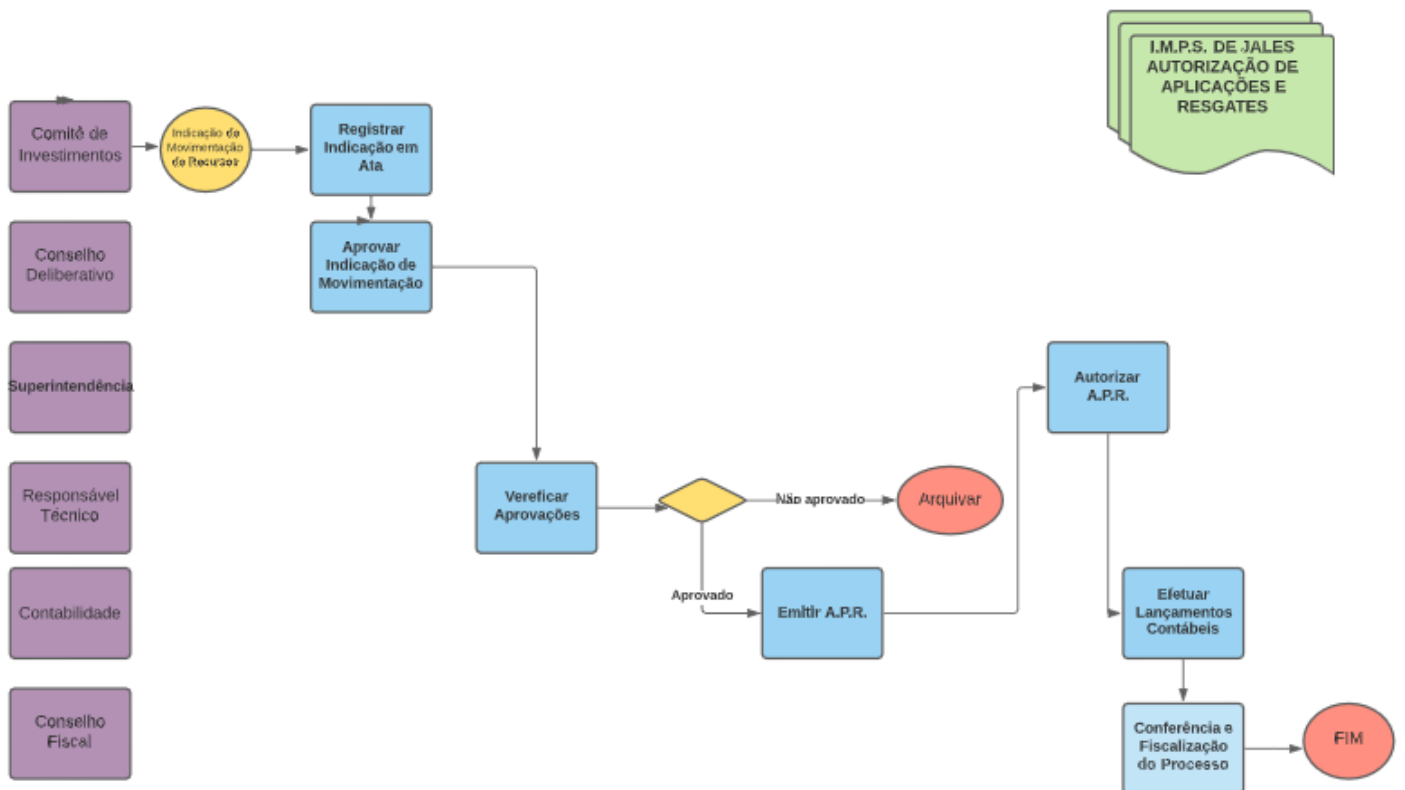 I.M.P.S. DE JALES
AUTORIZAÇÃO DE
APLICAÇÕES E
RESGATES
Comitê de
Investimentos
Indicação de
Movimentação
de Recursos
Registrar
Indicação em
Ata
Conselho
Deliberativo
Aprovar
Indicação de
Movimentação
Superintendência
Autorizar
A.P.R.
Responsável
Técnico
Vereficar
Aprovações
Não aprovado
Arquivar
Aprovado
Contabilidade
Emitir A.P.R.
Efetuar
Lançamentos
Contábeis
Conselho
Fiscal
Conferência e
Fiscalização
do Processo
FIM